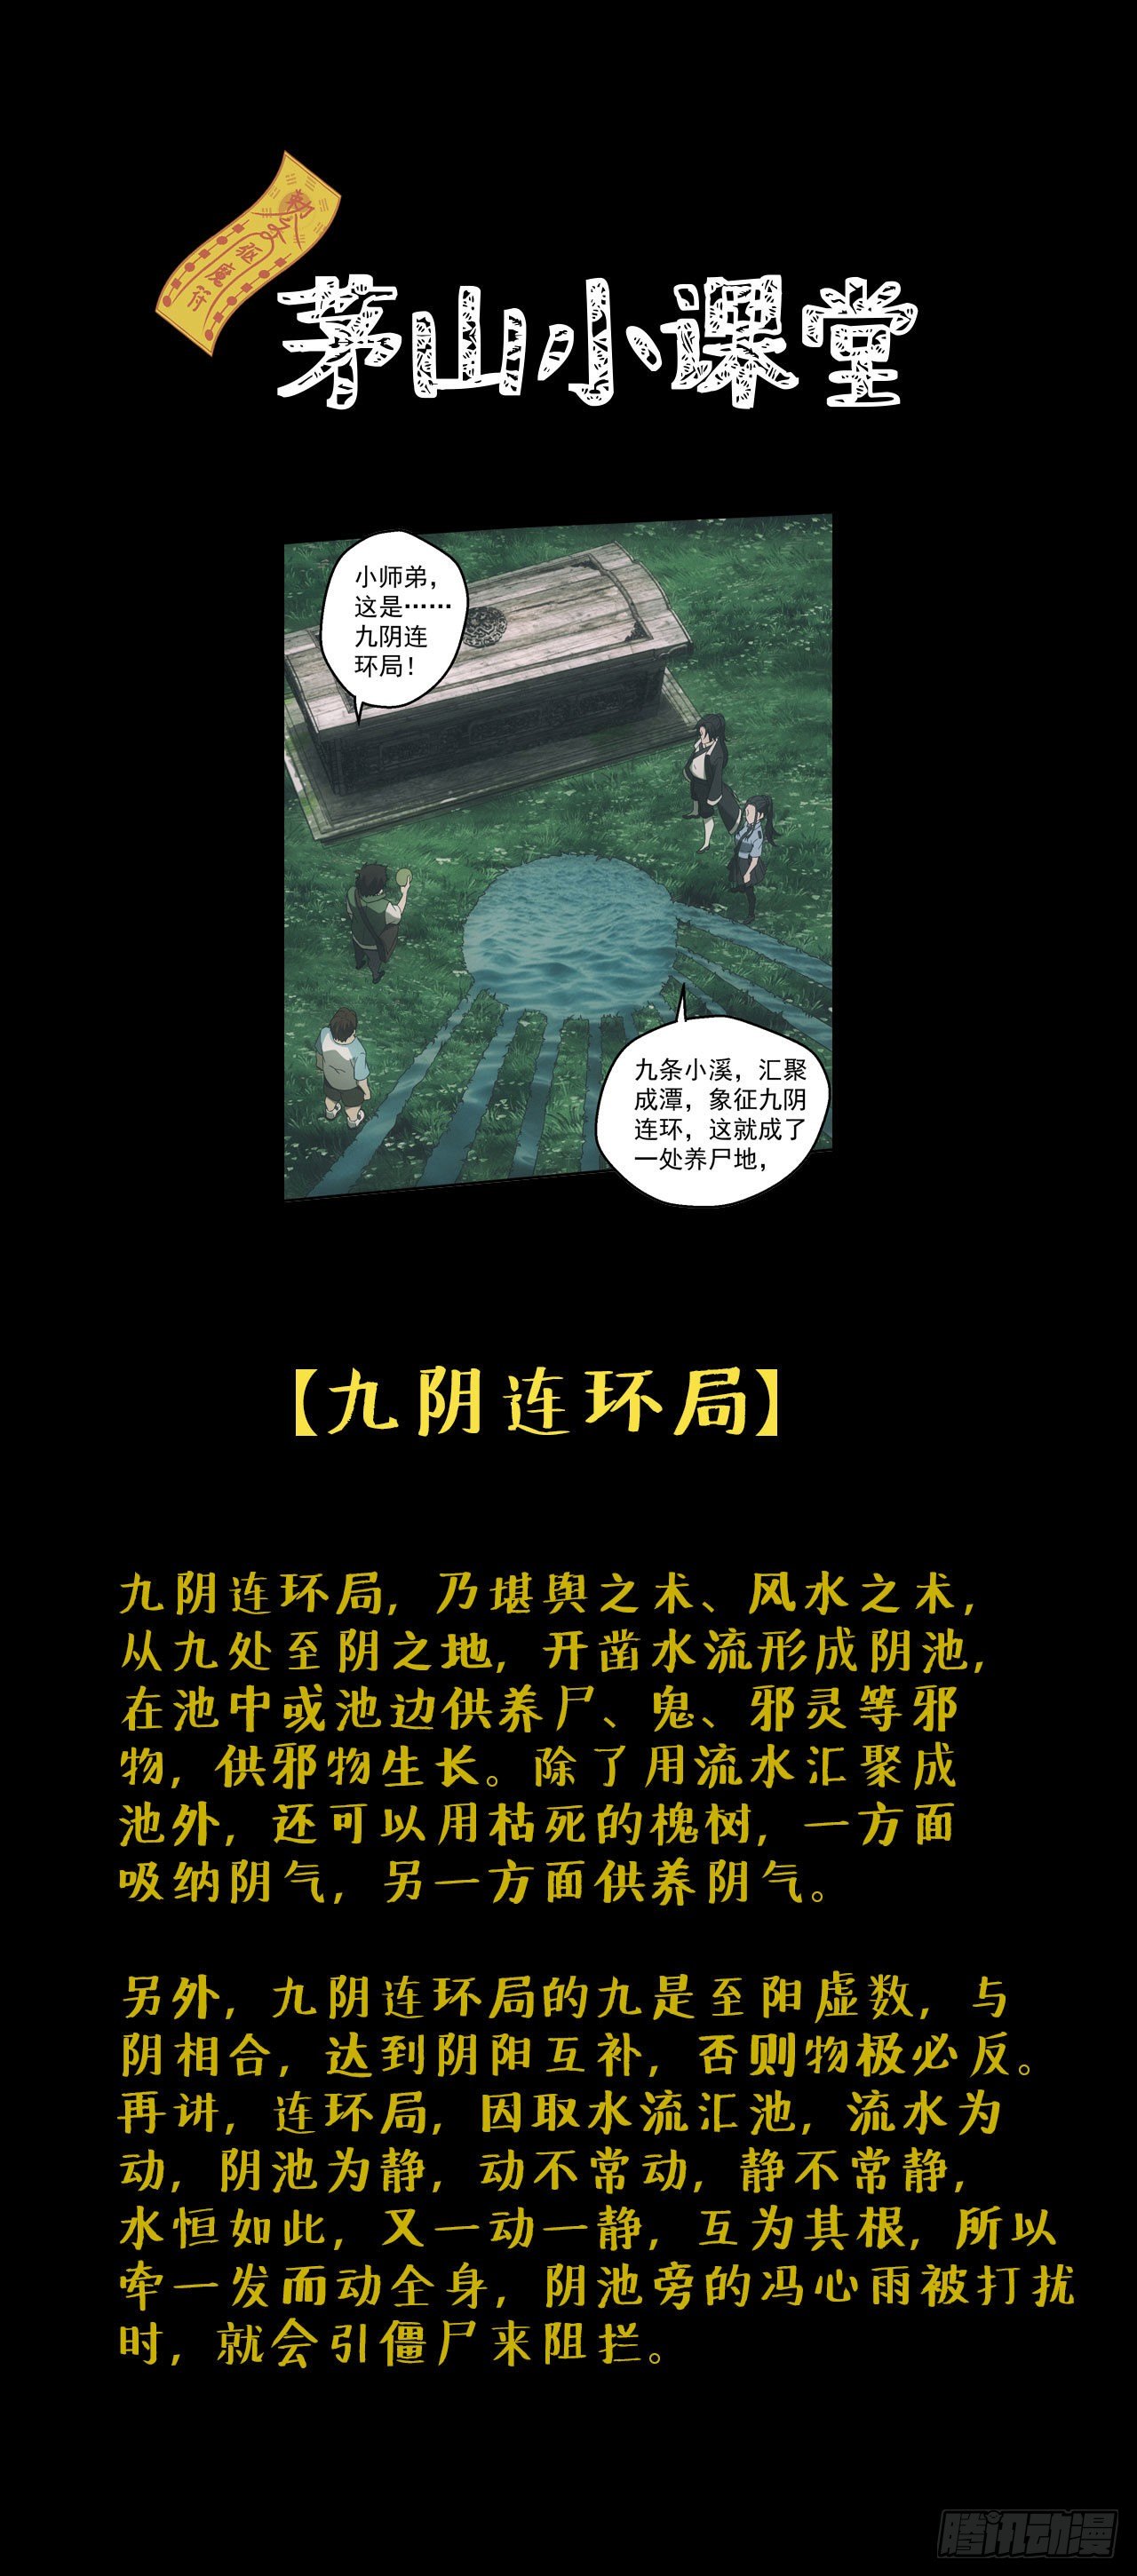 勅令
驱魔符
茅山小课堂
小师弟，
这是……
九阴连
环局！
九条小溪，汇聚
成潭，象征九阴
连环，这就成了
一处养尸地，
【九阴连环局】
九阴连环局，乃堪舆之术、风水之术，
从九处至阴之地，开凿水流形成阴池，
在池中或池边供养尸、鬼、邪灵等邪
物，供邪物生长。除了用流水汇聚成
池外，还可以用枯死的槐树，一方面
吸纳阴气，另一方面供养阴气。
另外，九阴连环局的九是至阳虚数，与
阴相合，达到阴阳互补，否则物极必反。
再讲，连环局，因取水流汇池，流水为
动，阴池为静，动不常动，静不常静，
水恒如此，又一动一静，互为其根，所以
牵一发而动全身，阴池旁的冯心雨被打扰
时，就会引僵尸来阻拦。
腾讯动漫